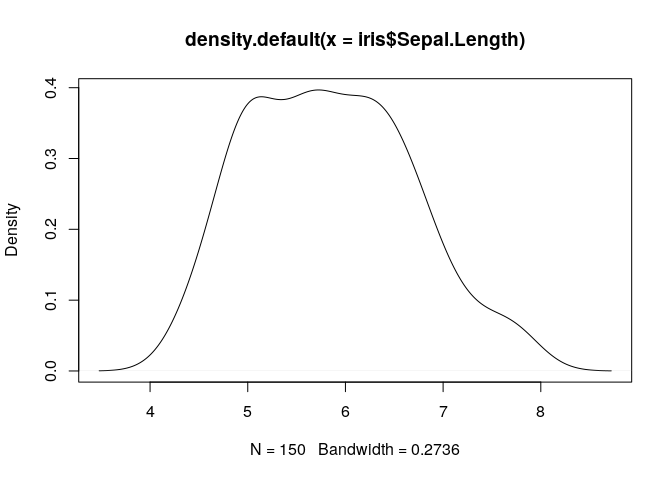 density.default(x = iris$Sepal.Length)
Density
0.4
0.3
0.2
0.1
0.0
4 5 6 7 8
N = 150 Bandwidth = 0.2736